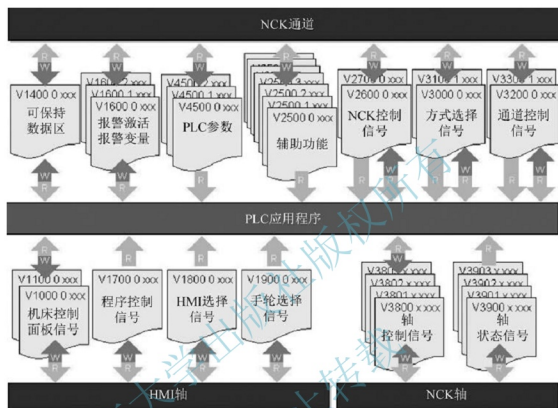 NCK通道
V1400 0 xxx
可保持
数据区
V1600 2 xxx
V1600 1 xxx
V1600 0 xxx
报警激活
报警变量
V4500 2 xxx
V4500 1 xxx
V4500 0 xxx
PLC参数
V2500 2 xxx
V2500 1 xxx
V2500 0 xxx
辅助功能
V2700 0 xxx
V2600 0 xxx
NCK控制
信号
V3100 1 xxx
V3000 0 xxx
方式选择
信号
V3300 1 xxx
V3200 0 xxx
通道控制
信号
R W
PLC应用程序
V1100 0 xxx
V1000 0 xxx
机床控制
面板信号
V1700 0 xxx
程序控制
信号
V1800 0 xxx
HMI选择
信号
V1900 0 xxx
手轮选择
信号
V3803 x xxx
V3802 x xxx
V3801 x xxx
V3800 x xxx
轴
控制信号
V3903 x xxx
V3902 x xxx
V3901 x xxx
V3900 x xxx
轴
状态信号
HMI轴
NCK轴
大学出版社版权所有